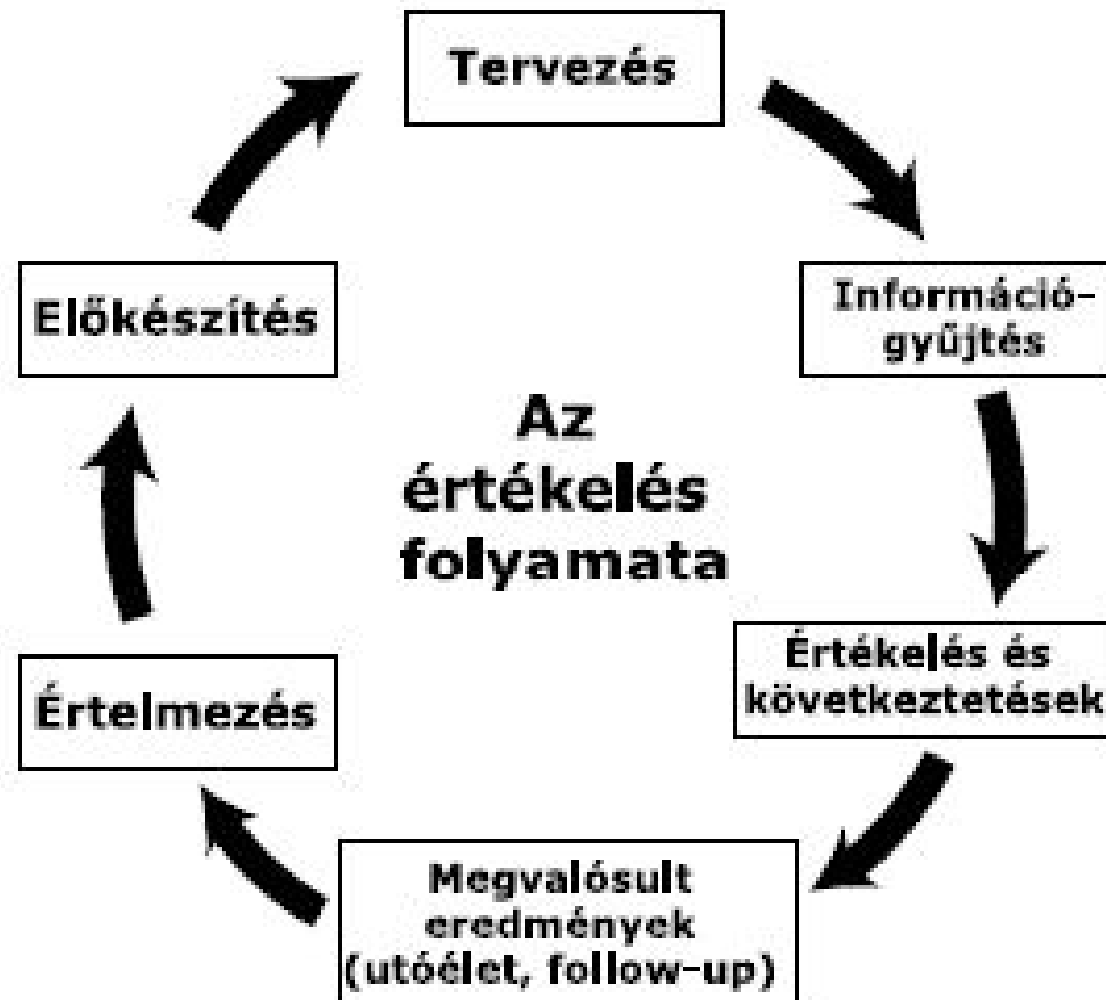 Tervezés
Információ-
gyűjtés
Értékelés és
következtetések
Megvalósult
eredmények
(utóélet, follow-up)
Értelmezés
Előkészítés
Az
értékelés
folyamata